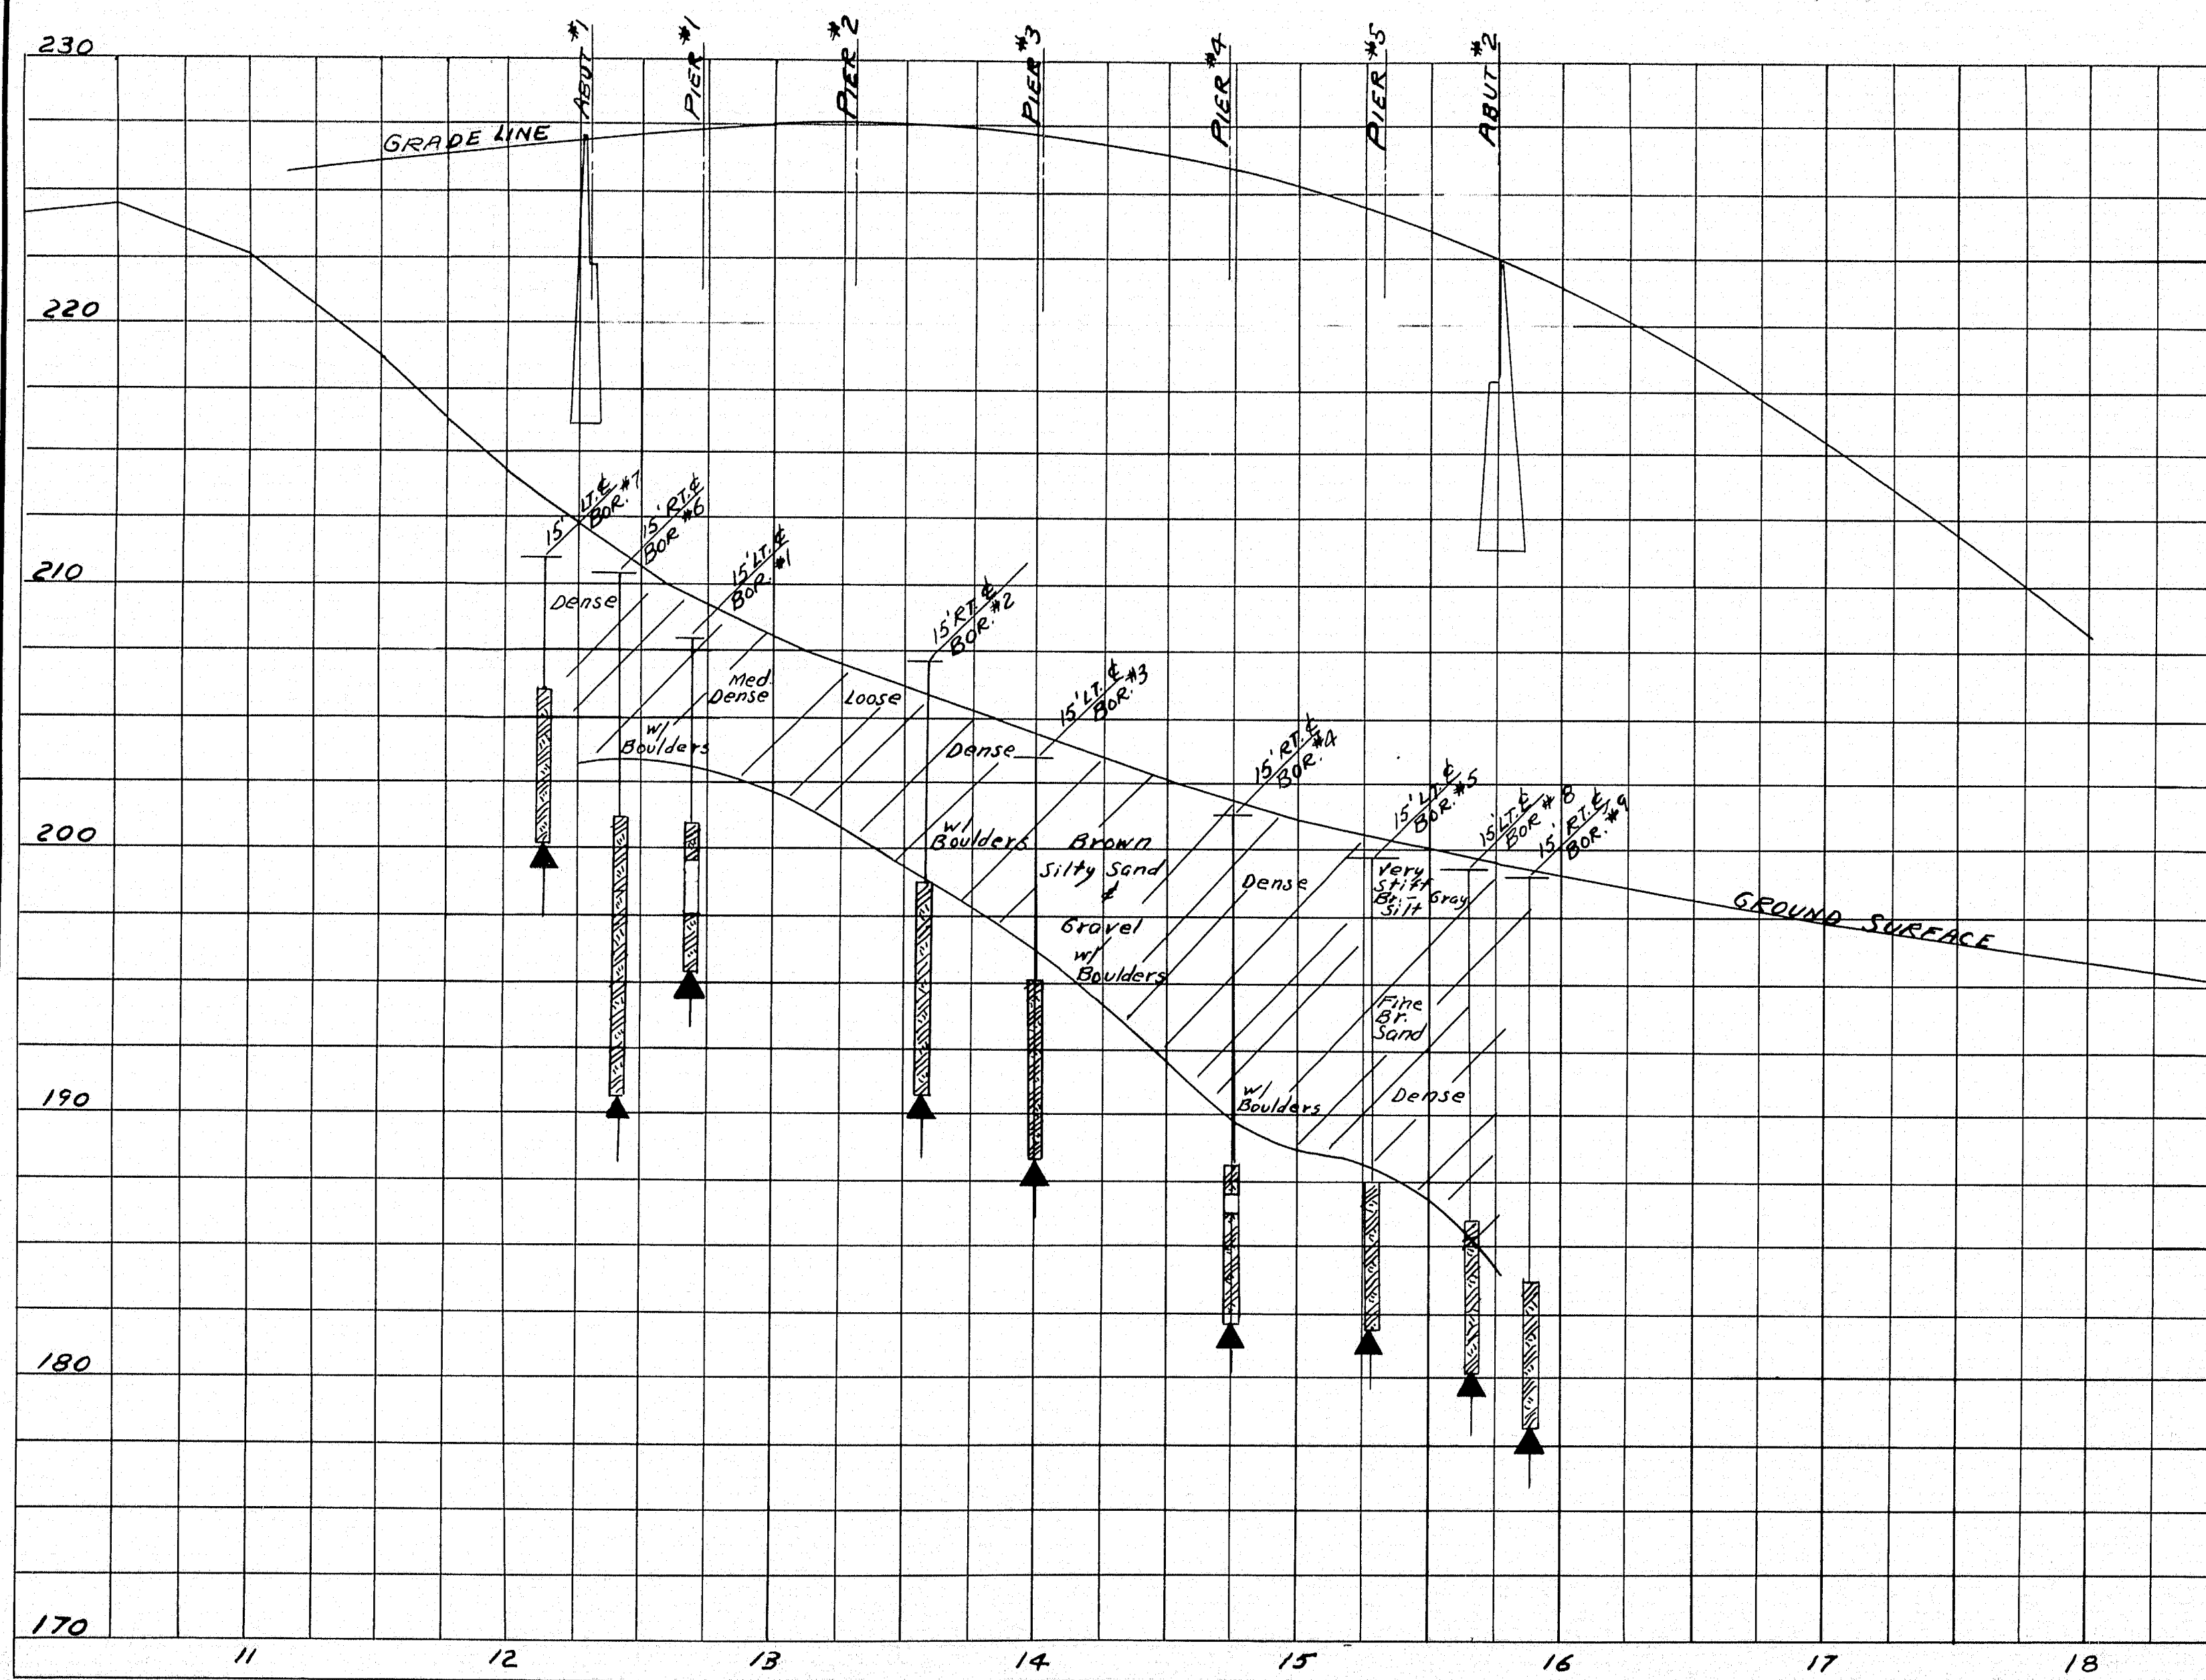 230
ABUT #1
PIER #1
PIER #2
PIER #3
PIER #4
PIER #5
ABUT #2
GRADE LINE
220
15' LT. ℄
BOR. #7
15' RT. ℄
BOR #6
15' LT. ℄
BOR. #1
15' RT. ℄
BOR. #2
15' LT. ℄
BOR. #3
15' RT. ℄
BOR. #4
15' LT. ℄
BOR. #5
15' LT. ℄
BOR #8
15' RT. ℄
BOR. #9
210
Dense
Med.
Dense
w/
Boulders
Loose
Dense
w/
Boulders
Brown
Silty Sand
&
Gravel
w/
Boulders
Dense
w/
Boulders
Very
Stiff
Br.- Gray
Silt
Fine
Br.
Sand
Dense
GROUND SURFACE
200
190
180
170
11
12
13
14
15
16
17
18